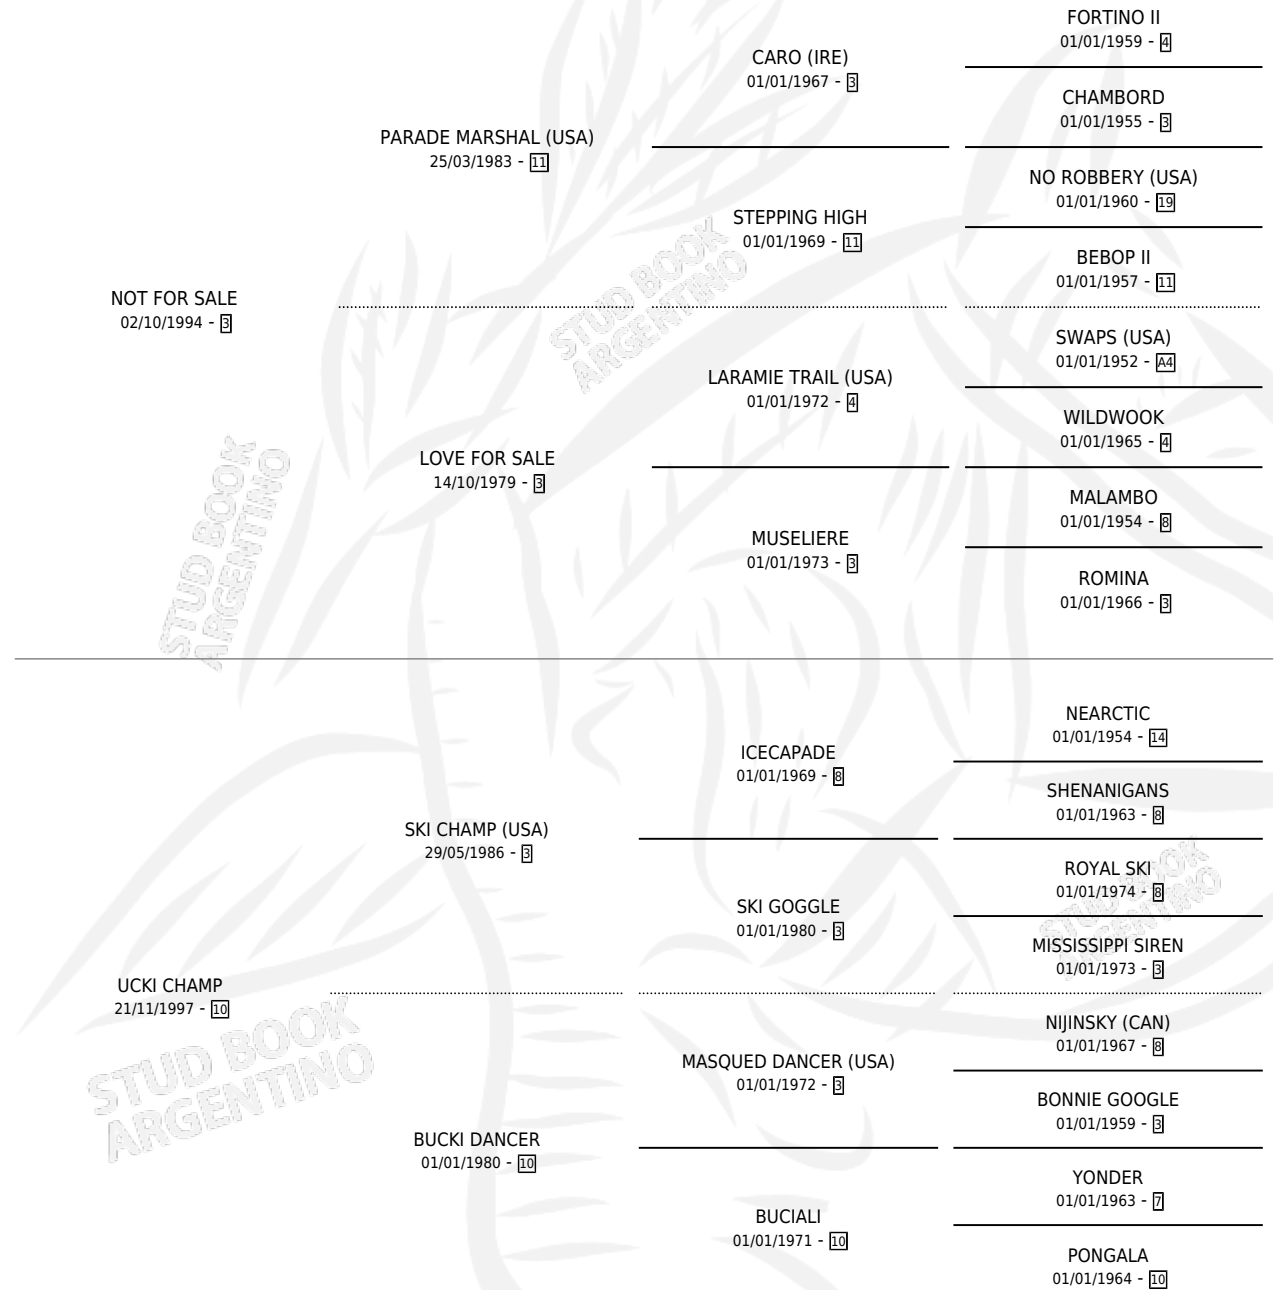 FORTINO II
01/01/1959 - 4
CARO (IRE)
01/01/1967 - 3
CHAMBORD
01/01/1955 - 3
PARADE MARSHAL (USA)
25/03/1983 - 11
NO ROBBERY (USA)
01/01/1960 - 19
STEPPING HIGH
01/01/1969 - 11
BEBOP II
01/01/1957 - 11
NOT FOR SALE
02/10/1994 - 3
SWAPS (USA)
01/01/1952 - A4
LARAMIE TRAIL (USA)
01/01/1972 - 4
WILDWOOK
01/01/1965 - 4
LOVE FOR SALE
14/10/1979 - 3
MALAMBO
01/01/1954 - 8
MUSELIERE
01/01/1973 - 3
ROMINA
01/01/1966 - 3
STUD BOOK
ARGENTINO
STUD BOOK
ARGENTINO
NEARCTIC
01/01/1954 - 14
ICECAPADE
01/01/1969 - 8
SHENANIGANS
01/01/1963 - 8
SKI CHAMP (USA)
29/05/1986 - 3
ROYAL SKI
01/01/1974 - 8
SKI GOGGLE
01/01/1980 - 3
MISSISSIPPI SIREN
01/01/1973 - 3
UCKI CHAMP
21/11/1997 - 10
NIJINSKY (CAN)
01/01/1967 - 8
MASQUED DANCER (USA)
01/01/1972 - 3
BONNIE GOOGLE
01/01/1959 - 3
BUCKI DANCER
01/01/1980 - 10
YONDER
01/01/1963 - 7
BUCIALI
01/01/1971 - 10
PONGALA
01/01/1964 - 10
STUD BOOK
ARGENTINO
STUD BOOK
ARGENTINO